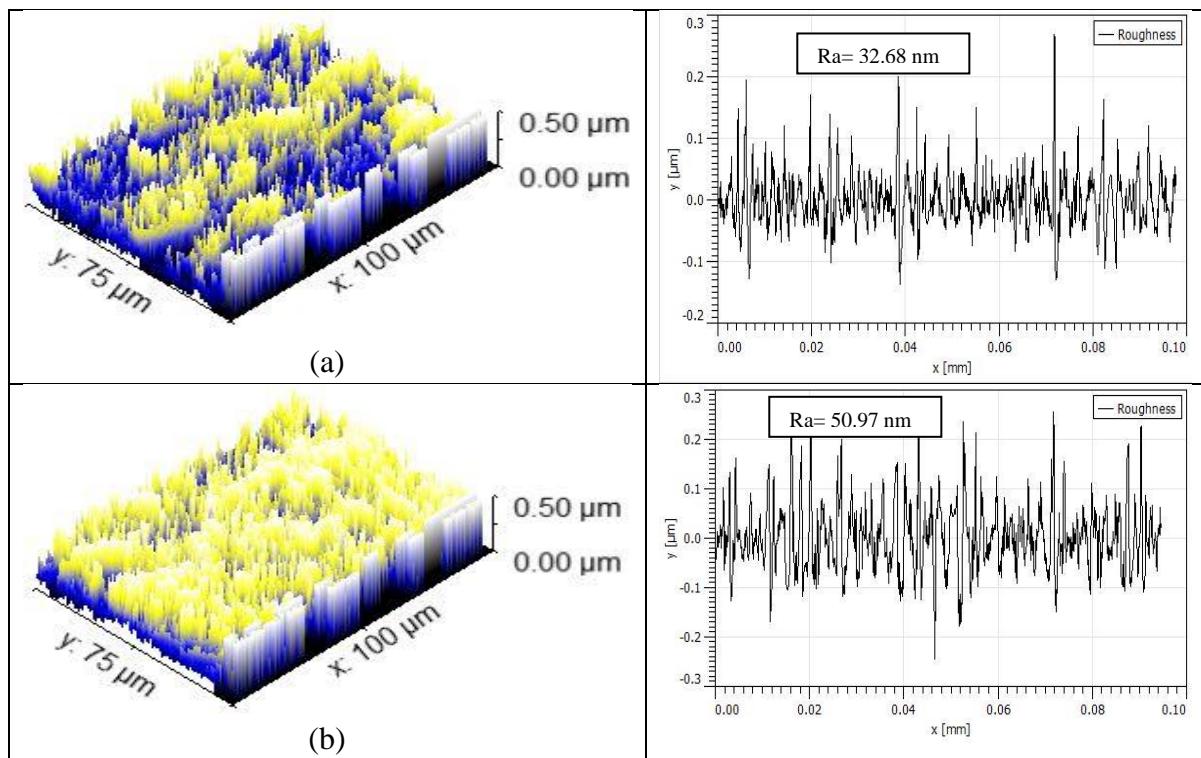 0.50 µm
0.00 µm
y: 75 µm
x: 100 µm
(a)
0.3
0.2
0.1
0.0
-0.1
-0.2
y [µm]
Ra= 32.68 nm
Roughness
0.00 0.02 0.04 0.06 0.08 0.10
x [mm]
0.50 µm
0.00 µm
y: 75 µm
x: 100 µm
(b)
0.3
0.2
0.1
0.0
-0.1
-0.2
-0.3
y [µm]
Ra= 50.97 nm
Roughness
0.00 0.02 0.04 0.06 0.08 0.10
x [mm]